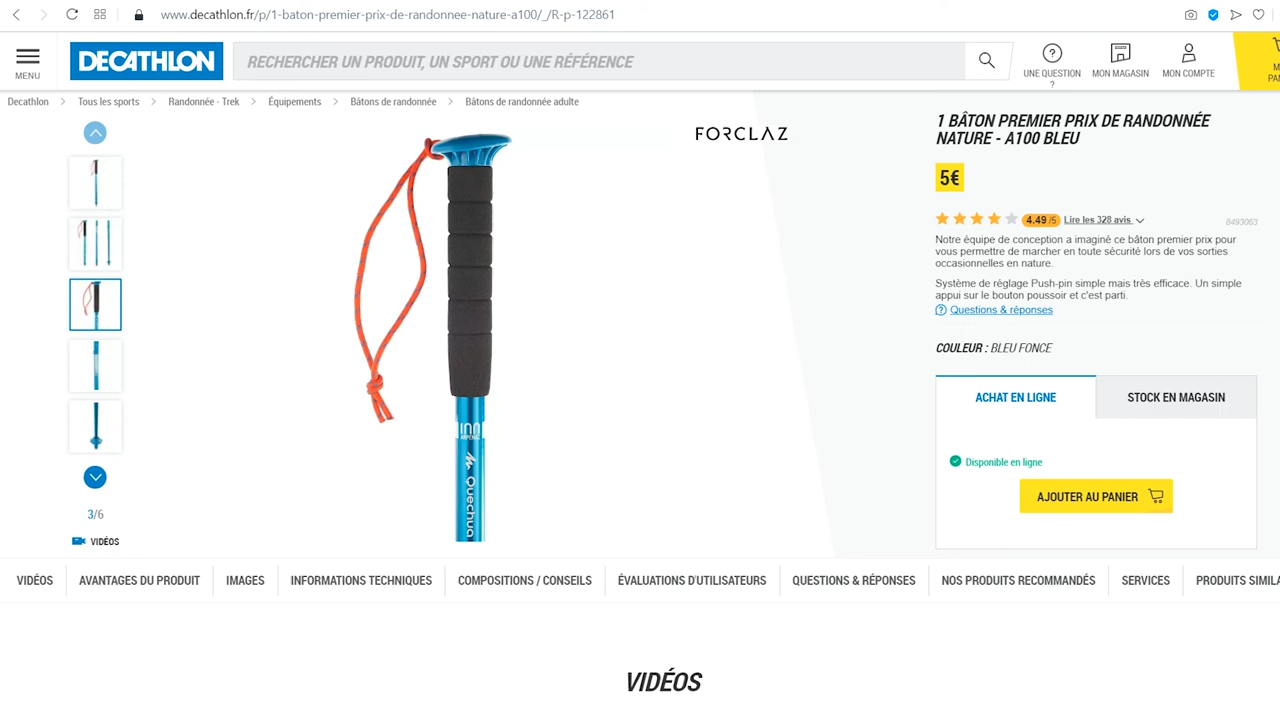 www.decathlon.fr/p/1-baton-premier-prix-de-randonnee-nature-a100/_/R-p-122861
MENU
DECATHLON
RECHERCHER UN PRODUIT, UN SPORT OU UNE RÉFÉRENCE
UNE QUESTION ?
MON MAGASIN
MON COMPTE
Decathlon
Tous les sports
Randonnée - Trek
Équipements
Bâtons de randonnée
Bâtons de randonnée adulte
FORCLAZ
1 BÂTON PREMIER PRIX DE RANDONNÉE
NATURE - A100 BLEU
5€
4.49 /5 Lire les 328 avis
8493063
Notre équipe de conception a imaginé ce bâton premier prix pour
vous permettre de marcher en toute sécurité lors de vos sorties
occasionnelles en nature.
Système de réglage Push-pin simple mais très efficace. Un simple
appui sur le bouton poussoir et c'est parti.
Questions & réponses
COULEUR : BLEU FONCE
ACHAT EN LIGNE
STOCK EN MAGASIN
Disponible en ligne
AJOUTER AU PANIER
Quechua
3/6
VIDÉOS
VIDÉOS
AVANTAGES DU PRODUIT
IMAGES
INFORMATIONS TECHNIQUES
COMPOSITIONS / CONSEILS
ÉVALUATIONS D'UTILISATEURS
QUESTIONS & RÉPONSES
NOS PRODUITS RECOMMANDÉS
SERVICES
PRODUITS SIMILA
VIDÉOS